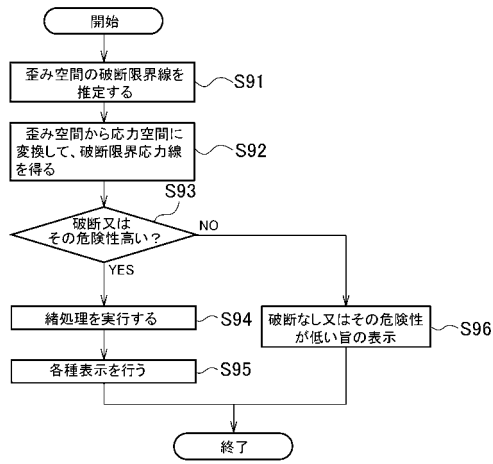 開始
歪み空間の破断限界線を
推定する
S91
歪み空間から応力空間に
変換して、破断限界応力線
を得る
S92
S93
破断又は
その危険性高い？
NO
YES
緒処理を実行する
S94
破断なし又はその危険性
が低い旨の表示
S96
各種表示を行う
S95
終了